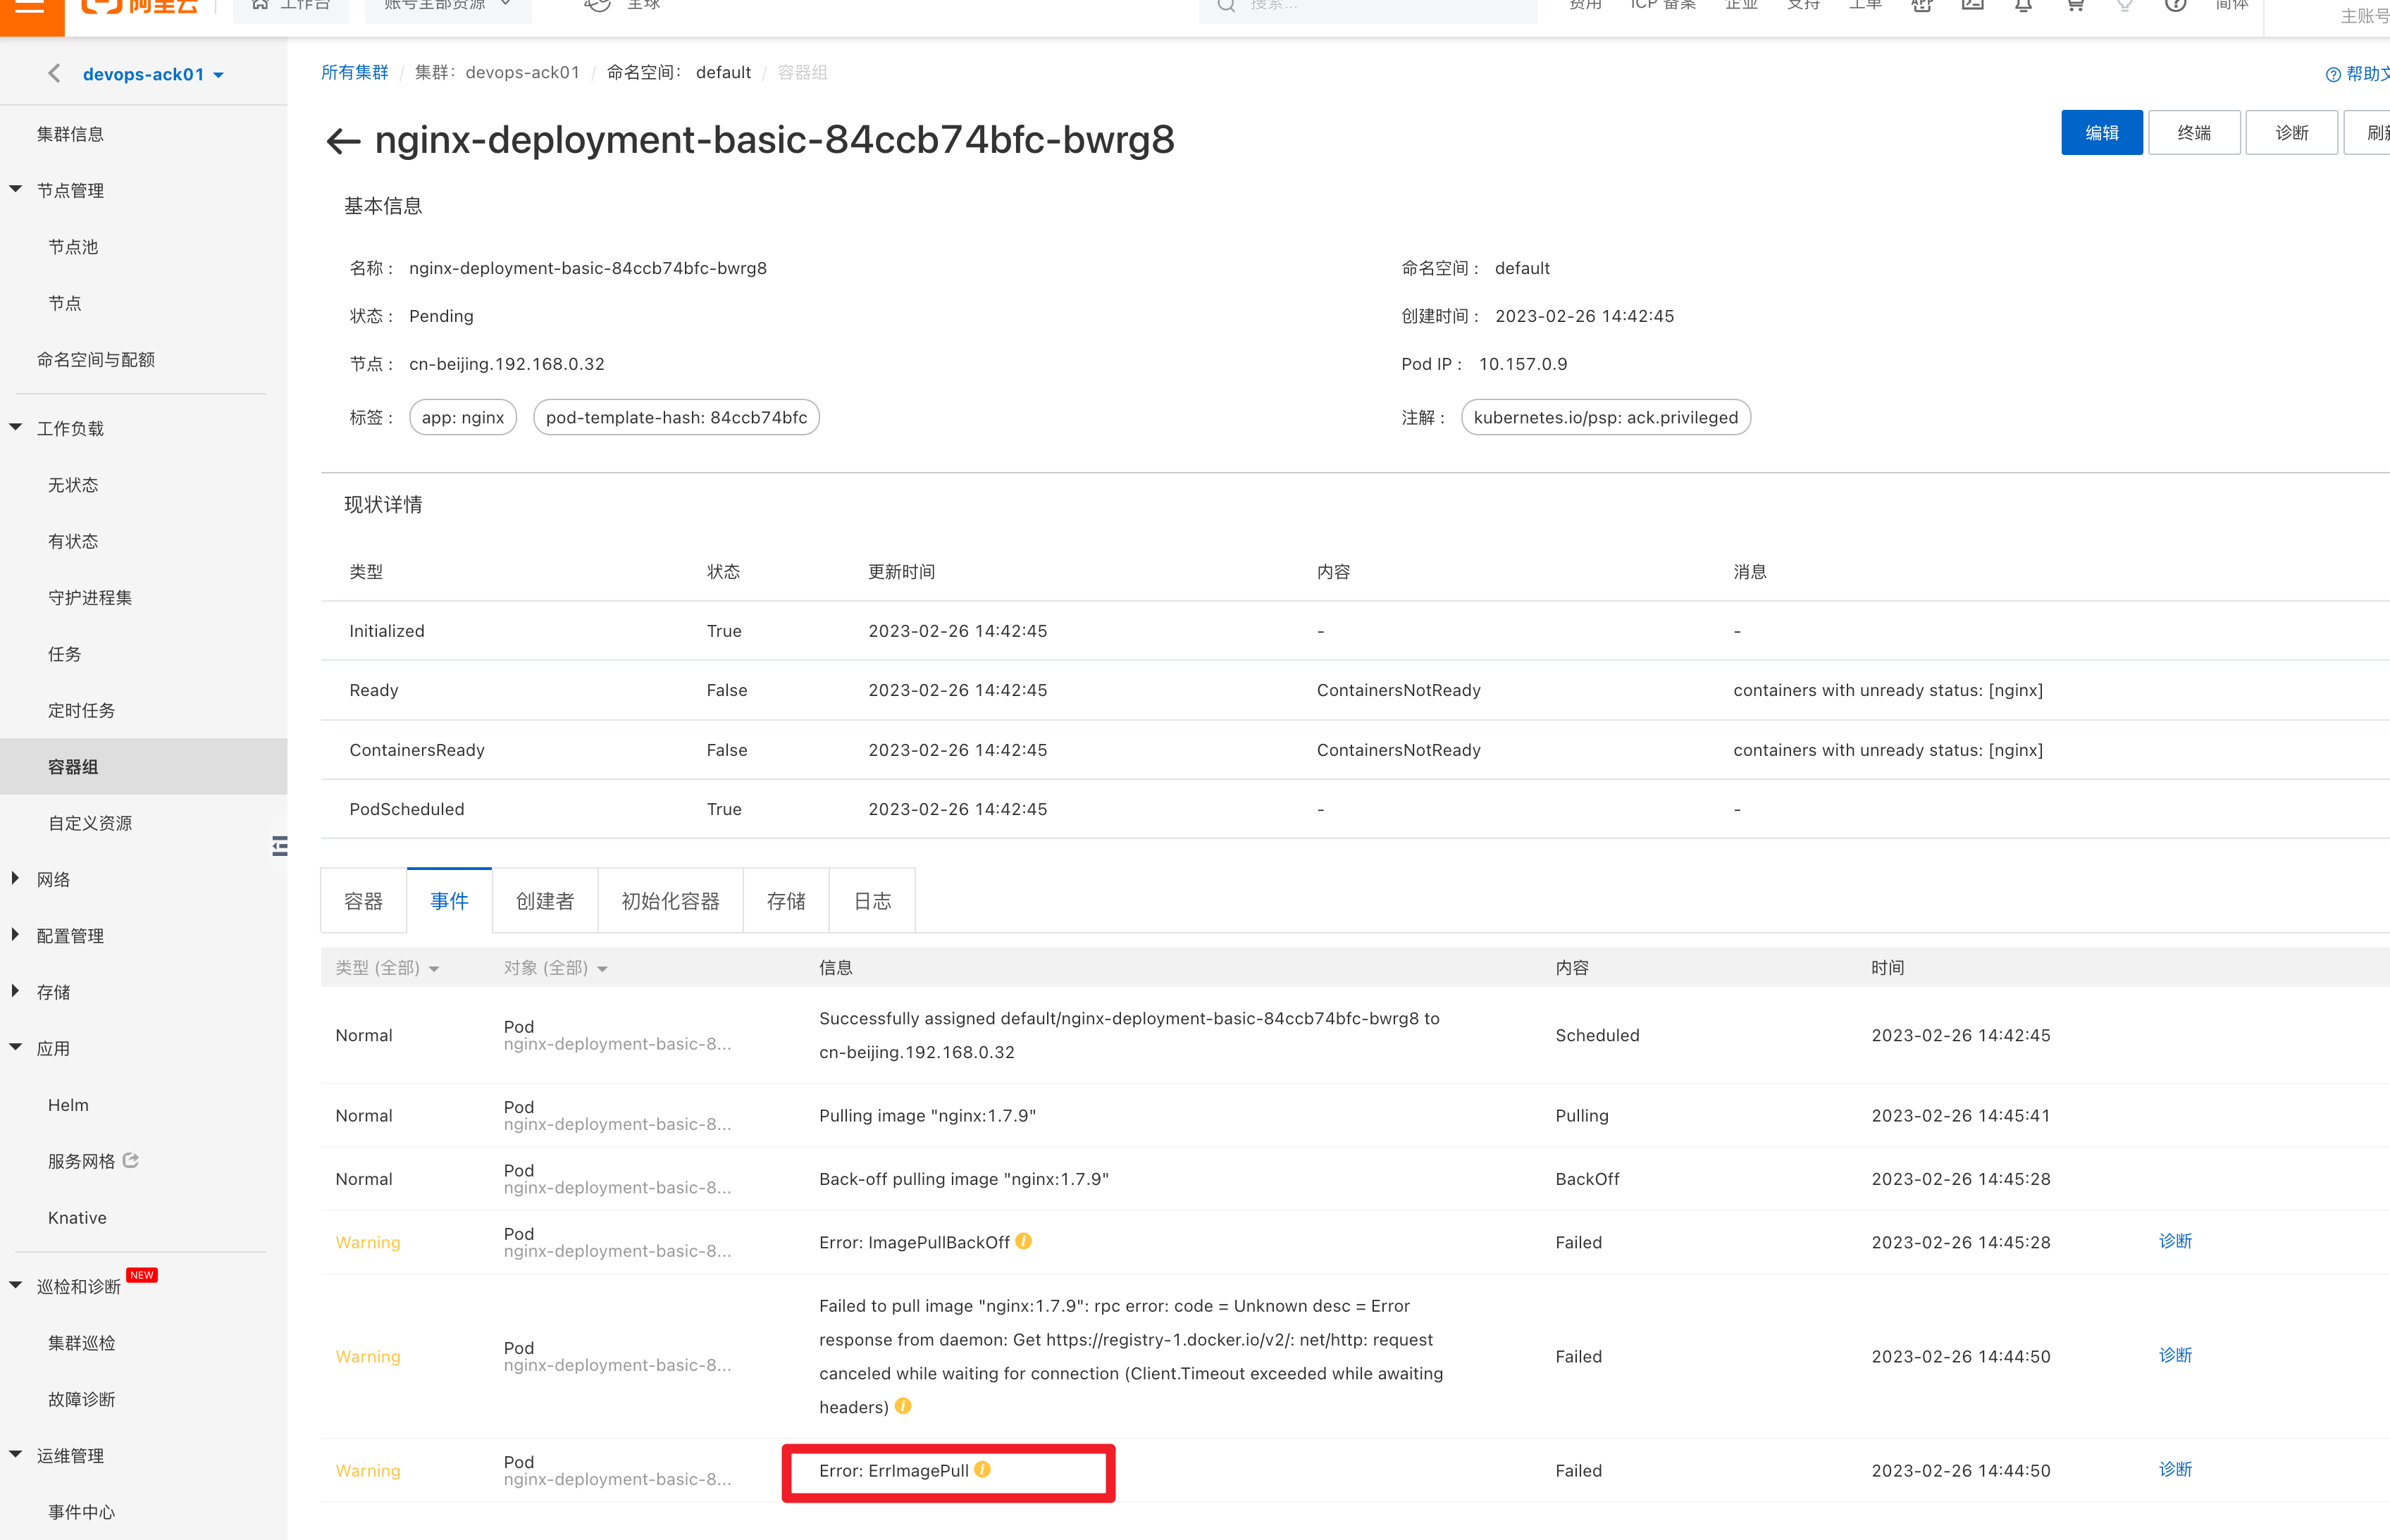 阿里云
工作台
账号全部资源
全球
搜索...
费用
ICP 备案
企业
支持
工单
APP
简体
主账号
devops-ack01
所有集群 / 集群: devops-ack01 / 命名空间: default / 容器组
帮助文
集群信息
节点管理
节点池
节点
命名空间与配额
工作负载
无状态
有状态
守护进程集
任务
定时任务
容器组
自定义资源
网络
配置管理
存储
应用
Helm
服务网格
Knative
巡检和诊断 NEW
集群巡检
故障诊断
运维管理
事件中心
← nginx-deployment-basic-84ccb74bfc-bwrg8
编辑
终端
诊断
基本信息
名称 : nginx-deployment-basic-84ccb74bfc-bwrg8
命名空间 : default
状态 : Pending
创建时间 : 2023-02-26 14:42:45
节点 : cn-beijing.192.168.0.32
Pod IP : 10.157.0.9
标签 : app: nginx pod-template-hash: 84ccb74bfc
注解 : kubernetes.io/psp: ack.privileged
现状详情
类型 状态 更新时间 内容 消息
Initialized True 2023-02-26 14:42:45 - -
Ready False 2023-02-26 14:42:45 ContainersNotReady containers with unready status: [nginx]
ContainersReady False 2023-02-26 14:42:45 ContainersNotReady containers with unready status: [nginx]
PodScheduled True 2023-02-26 14:42:45 - -
容器 事件 创建者 初始化容器 存储 日志
类型 (全部) 对象 (全部) 信息 内容 时间
Normal
Pod
nginx-deployment-basic-8...
Successfully assigned default/nginx-deployment-basic-84ccb74bfc-bwrg8 to
cn-beijing.192.168.0.32
Scheduled
2023-02-26 14:42:45
Normal
Pod
nginx-deployment-basic-8...
Pulling image "nginx:1.7.9"
Pulling
2023-02-26 14:45:41
Normal
Pod
nginx-deployment-basic-8...
Back-off pulling image "nginx:1.7.9"
BackOff
2023-02-26 14:45:28
Warning
Pod
nginx-deployment-basic-8...
Error: ImagePullBackOff
Failed
2023-02-26 14:45:28
诊断
Warning
Pod
nginx-deployment-basic-8...
Failed to pull image "nginx:1.7.9": rpc error: code = Unknown desc = Error
response from daemon: Get https://registry-1.docker.io/v2/: net/http: request
canceled while waiting for connection (Client.Timeout exceeded while awaiting
headers)
Failed
2023-02-26 14:44:50
诊断
Warning
Pod
nginx-deployment-basic-8...
Error: ErrImagePull
Failed
2023-02-26 14:44:50
诊断